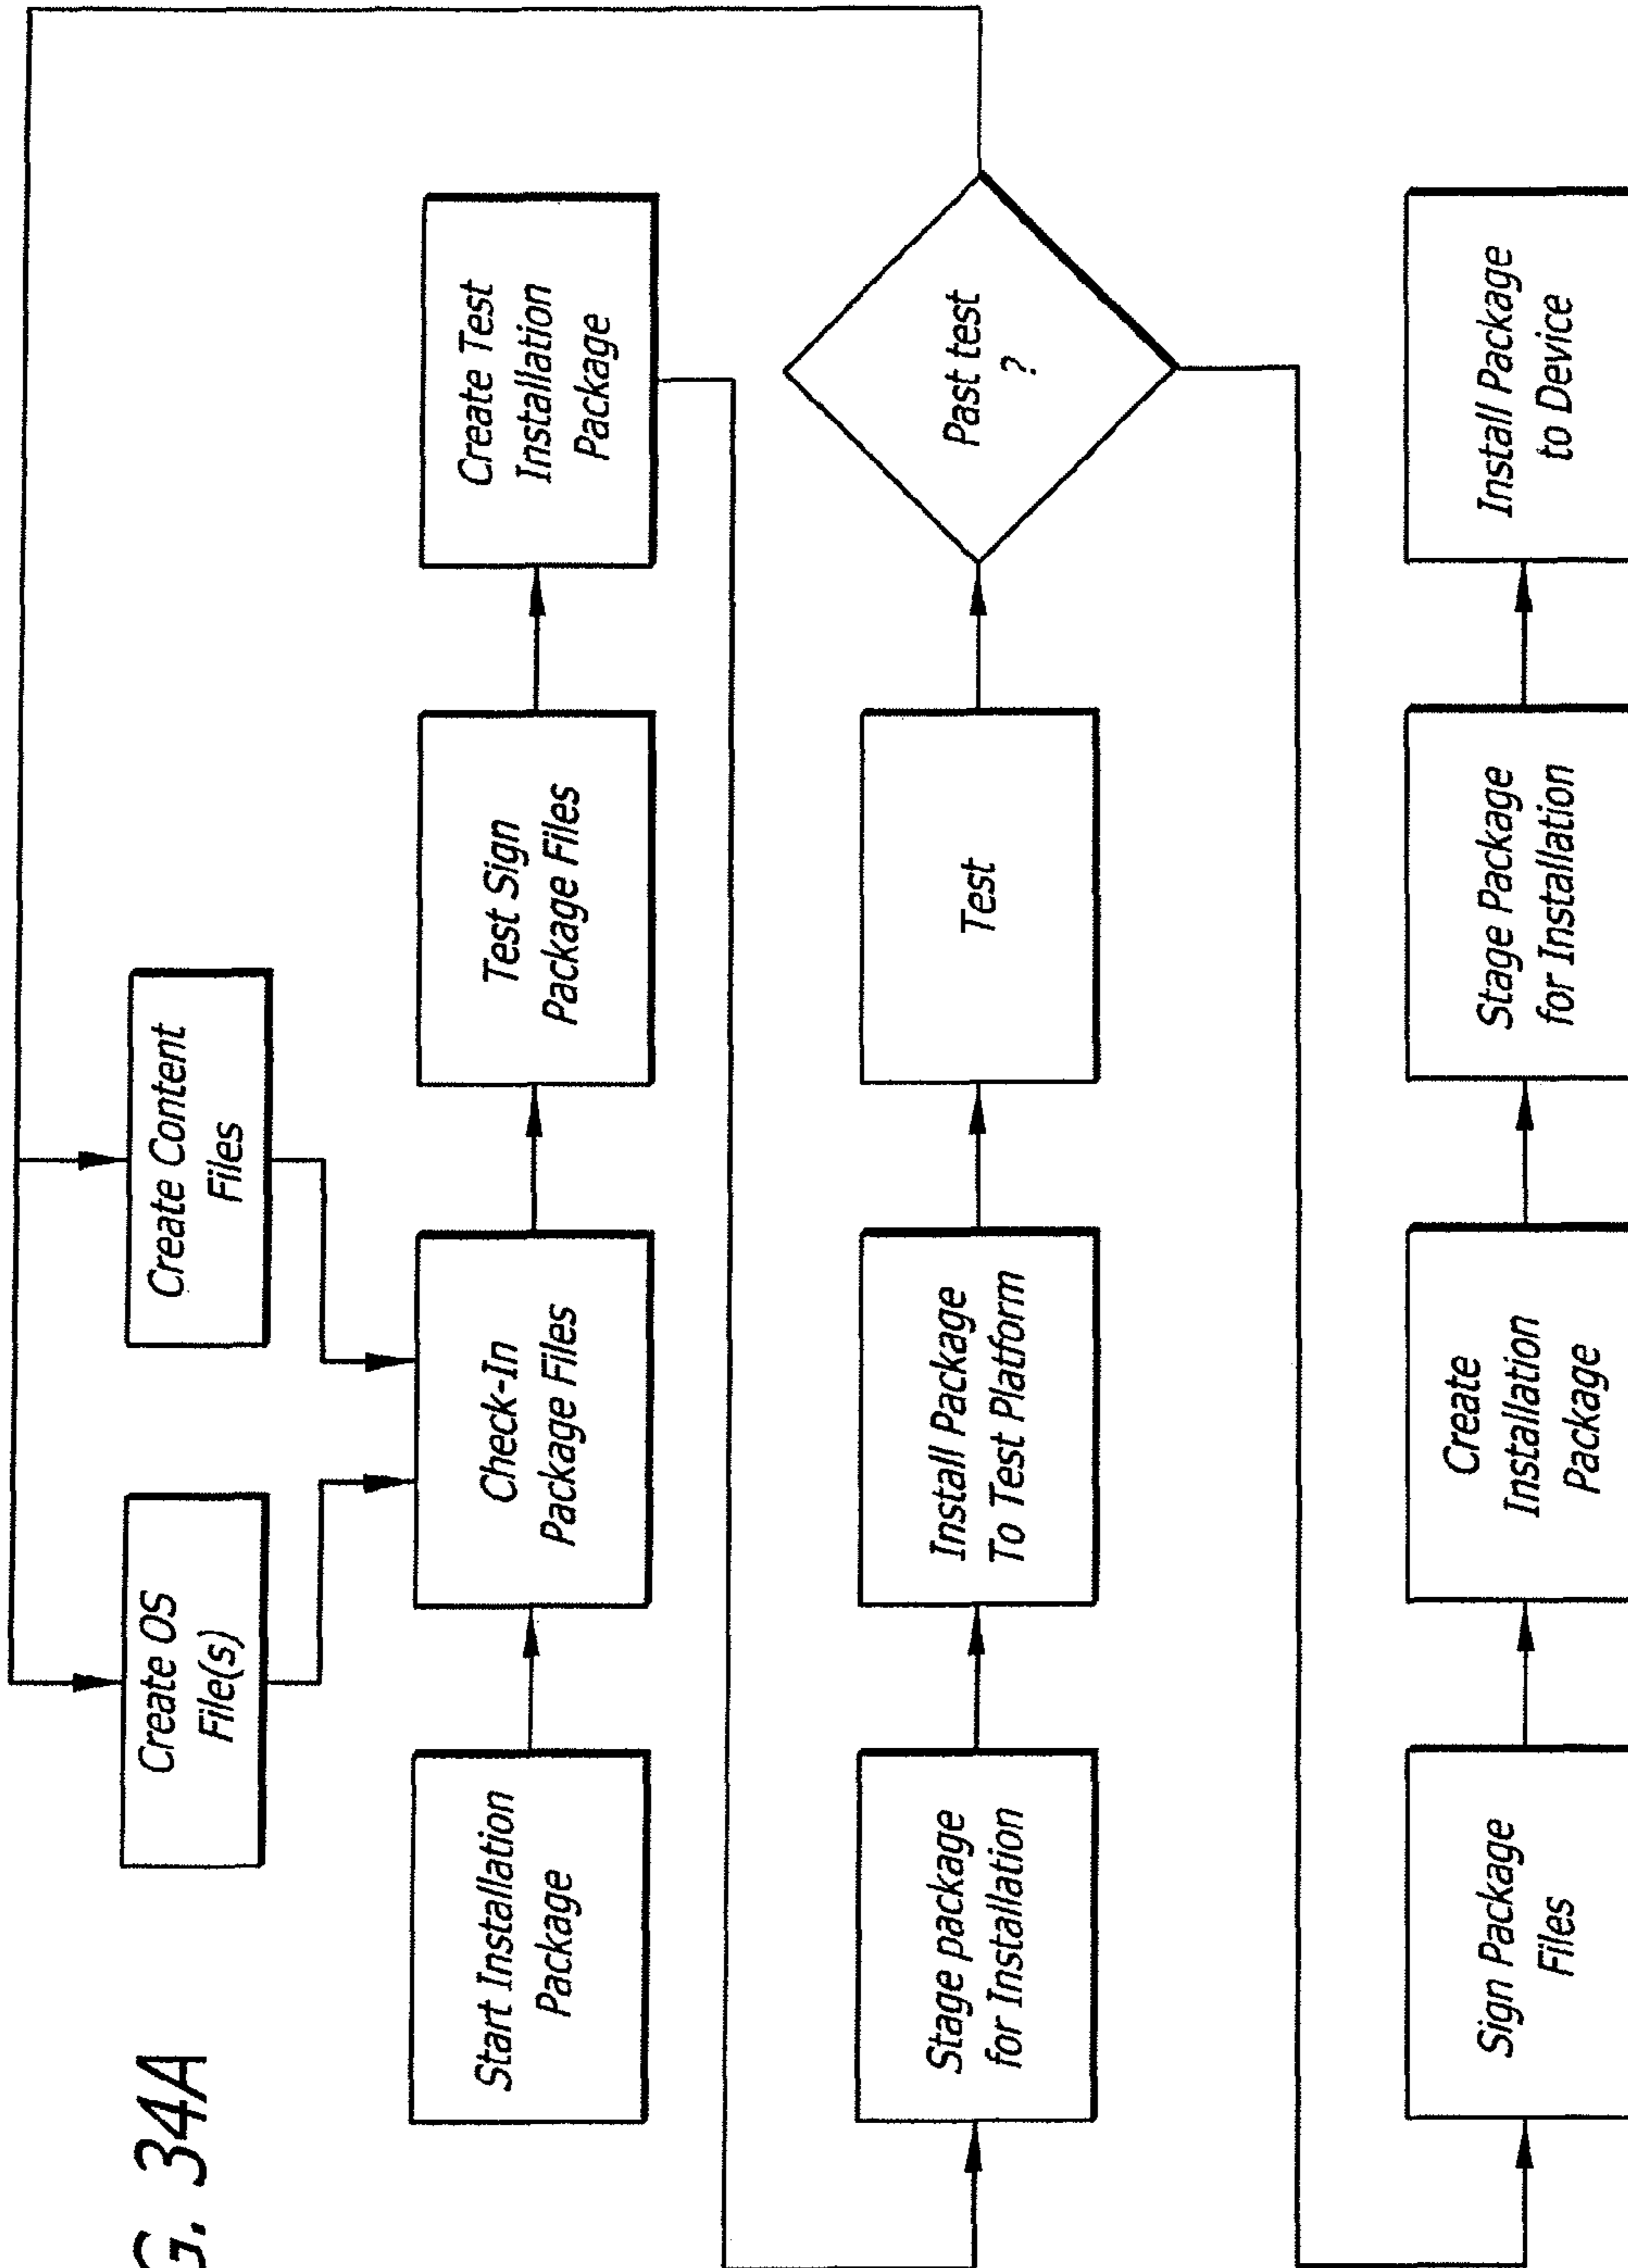 G. 34A
Create OS
File(s)
Create Content
Files
Start Installation
Package
Check-In
Package Files
Test Sign
Package Files
Create Test
Installation
Package
Stage package
for Installation
Install Package
To Test Platform
Test
Past test
?
Sign Package
Files
Create
Installation
Package
Stage Package
for Installation
Install Package
to Device